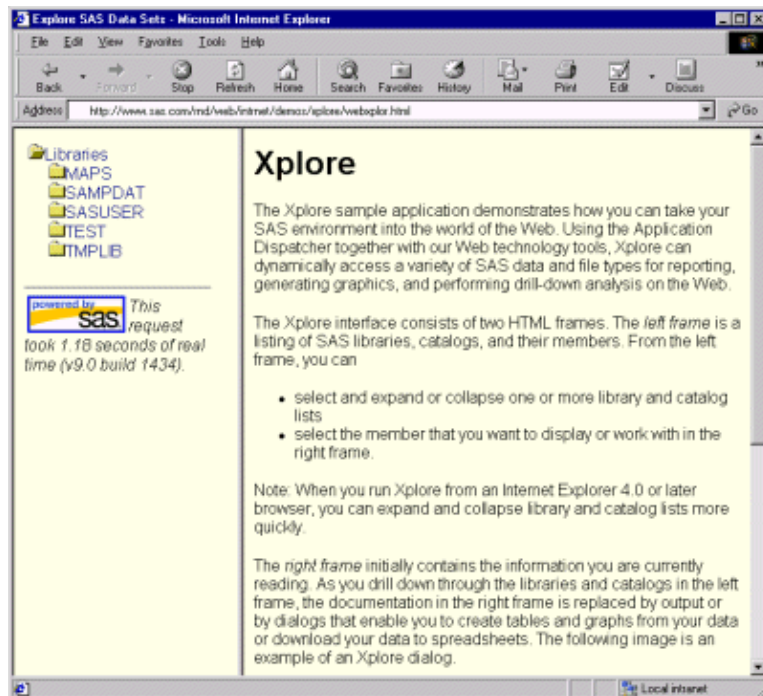 Explore SAS Data Sets - Microsoft Internet Explorer
File Edit View Favorites Tools Help
Back Forward Stop Refresh Home Search Favorites History Mail Print Edit Discuss
Address http://www.sas.com/rnd/web/intrnet/demos/xplore/webxplor.html Go
Libraries
MAPS
SAMPDAT
SASUSER
TEST
TMPLIB
powered by sas This
request
took 1.18 seconds of real
time (v9.0 build 1434).
Xplore
The Xplore sample application demonstrates how you can take your
SAS environment into the world of the Web. Using the Application
Dispatcher together with our Web technology tools, Xplore can
dynamically access a variety of SAS data and file types for reporting,
generating graphics, and performing drill-down analysis on the Web.
The Xplore interface consists of two HTML frames. The left frame is a
listing of SAS libraries, catalogs, and their members. From the left
frame, you can
• select and expand or collapse one or more library and catalog
lists
• select the member that you want to display or work with in the
right frame.
Note: When you run Xplore from an Internet Explorer 4.0 or later
browser, you can expand and collapse library and catalog lists more
quickly.
The right frame initially contains the information you are currently
reading. As you drill down through the libraries and catalogs in the left
frame, the documentation in the right frame is replaced by output or
by dialogs that enable you to create tables and graphs from your data
or download your data to spreadsheets. The following image is an
example of an Xplore dialog.
Local intranet